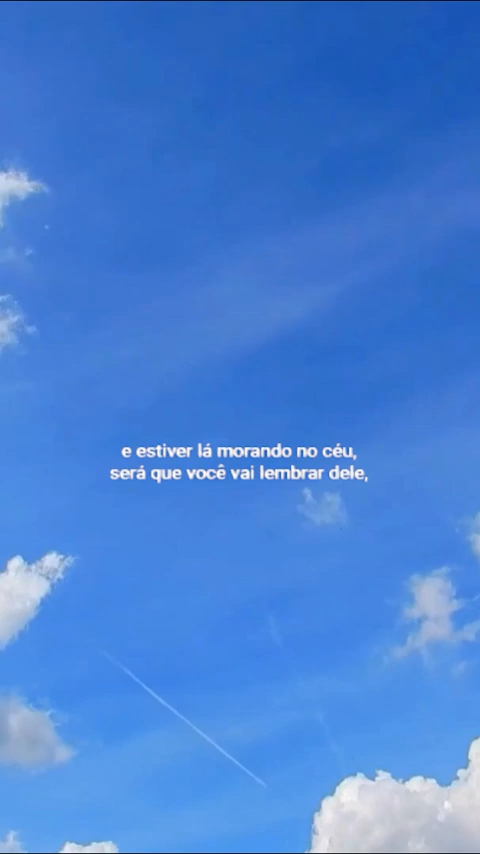 e estiver lá morando no céu,
será que você vai lembrar dele,